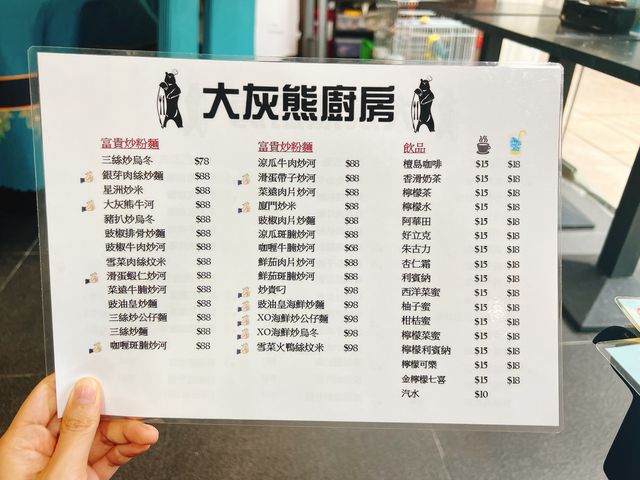 大灰熊廚房
富貴炒粉麵
三絲炒烏冬 $78
銀芽肉絲炒麵 $88
星洲炒米 $88
大灰熊牛河 $88
豬扒炒烏冬 $88
豉椒排骨炒麵 $88
豉椒牛肉炒河 $88
雪菜肉絲炆米 $88
滑蛋蝦仁炒河 $88
菜遠牛腩炒河 $88
豉油皇炒麵 $88
三絲炒公仔麵 $88
三絲炒麵 $88
咖喱斑腩炒河 $88
富貴炒粉麵
涼瓜牛肉炒河 $88
滑蛋帶子炒河 $88
菜遠肉片炒河 $88
廈門炒米 $88
豉椒肉片炒麵 $88
涼瓜斑腩炒河 $88
咖喱牛腩炒河 $68
鮮茄肉片炒河 $88
鮮茄斑腩炒河 $88
炒貴刁 $98
豉油皇海鮮炒麵 $98
XO海鮮炒公仔麵 $98
XO海鮮炒烏冬 $98
雪菜火鴨絲炆米 $98
飲品
檀島咖啡 $15 $18
香滑奶茶 $15 $18
檸檬茶 $15 $18
檸檬水 $15 $18
阿華田 $15 $18
好立克 $15 $18
朱古力 $15 $18
杏仁霜 $15 $18
利賓納 $15 $18
西洋菜蜜 $15 $18
柚子蜜 $15 $18
柑桔蜜 $15 $18
檸檬菜蜜 $15 $18
檸檬利賓納 $15 $18
檸檬可樂 $15 $18
金檸檬七喜 $15 $18
汽水 $10